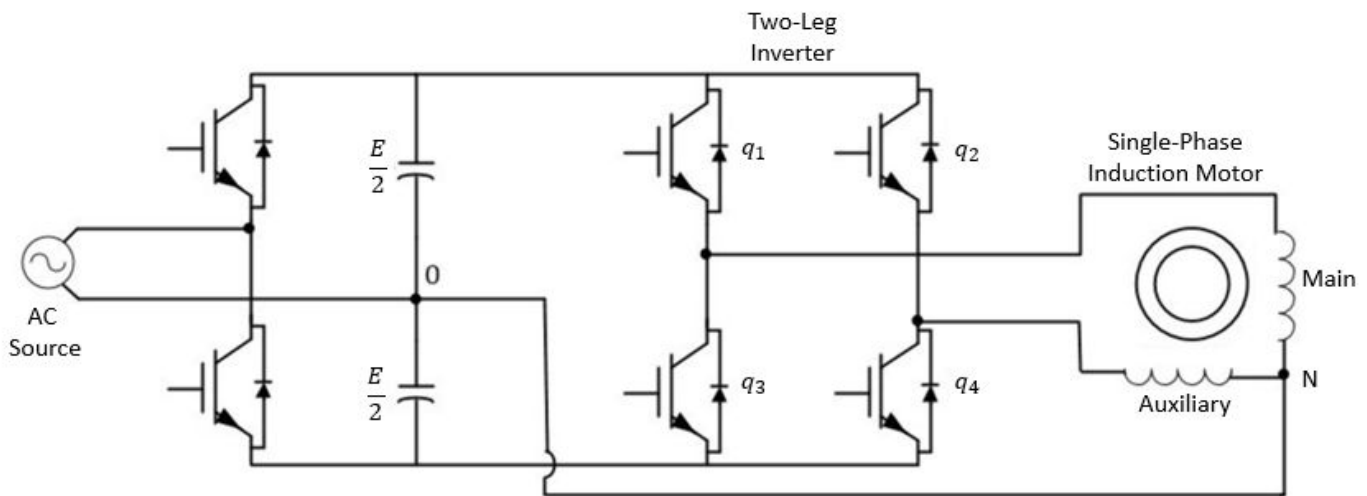 Two-Leg
Inverter
Single-Phase
Induction Motor
E
2
q1
q2
0
Main
AC
Source
E
2
q3
q4
N
Auxiliary